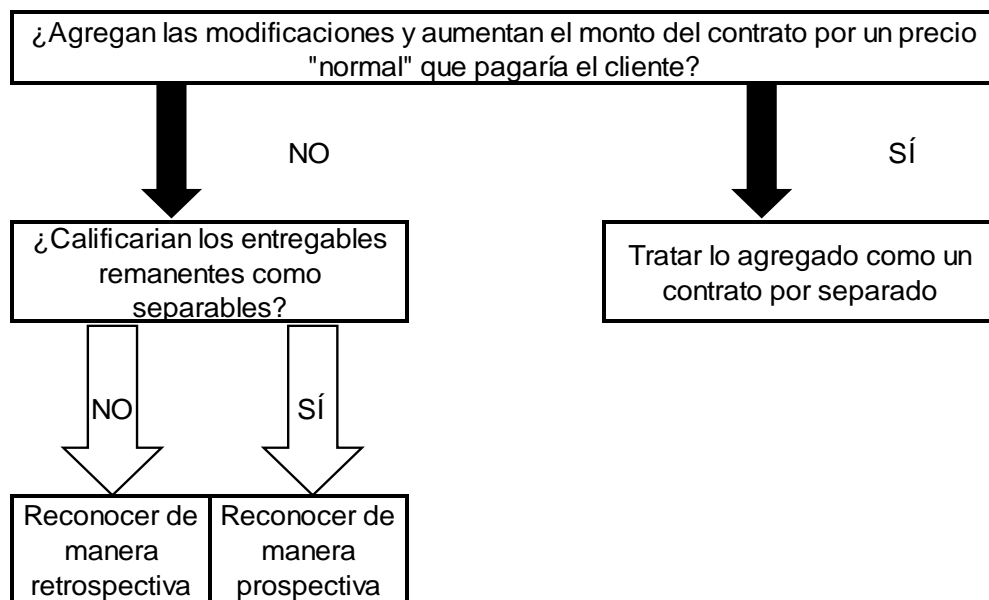 ¿Agregan las modificaciones y aumentan el monto del contrato por un precio
"normal" que pagaría el cliente?
NO
SÍ
¿Calificarian los entregables
remanentes como
separables?
Tratar lo agregado como un
contrato por separado
NO
SÍ
Reconocer de
manera
retrospectiva
Reconocer de
manera
prospectiva